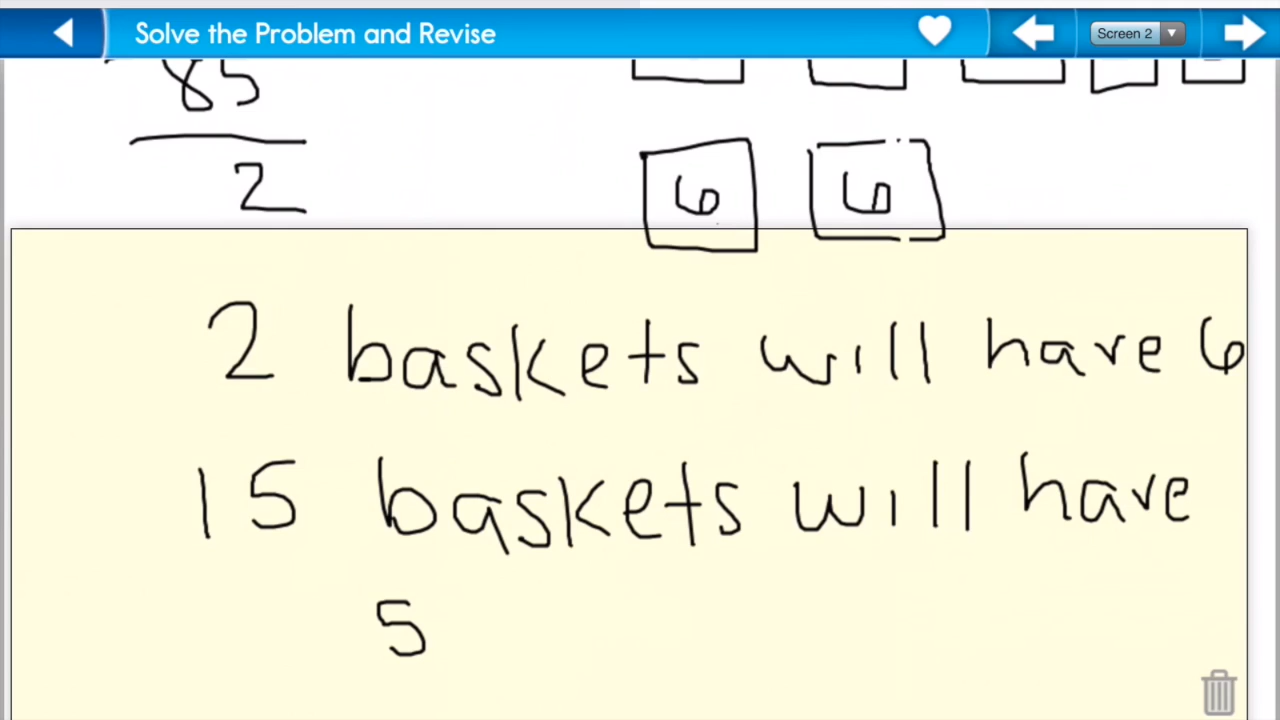 Solve the Problem and Revise
Screen 2
85
2
6 6
2 baskets will have 6
15 baskets will have
5